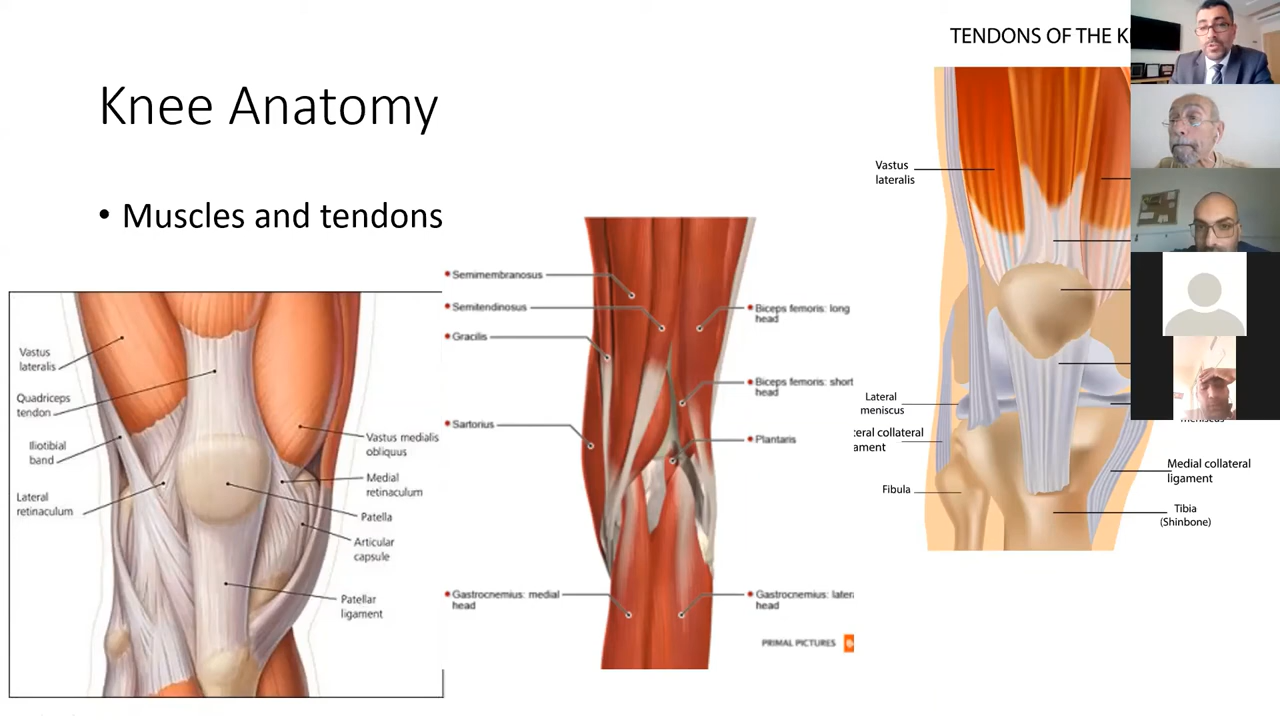 TENDONS OF THE K
Knee Anatomy
• Muscles and tendons
Vastus
lateralis
Quadriceps
tendon
Iliotibial
band
Lateral
retinaculum
Vastus medialis
obliquus
Medial
retinaculum
Patella
Articular
capsule
Patellar
ligament
Semimembranosus
Semitendinosus
Gracilis
Sartorius
Gastrocnemius: medial
head
Biceps femoris: long
head
Biceps femoris: short
head
Plantaris
Gastrocnemius: later
head
PRIMAL PICTURES
Vastus
lateralis
Lateral
meniscus
eral collateral
ament
Fibula
meniscus
Medial collateral
ligament
Tibia
(Shinbone)